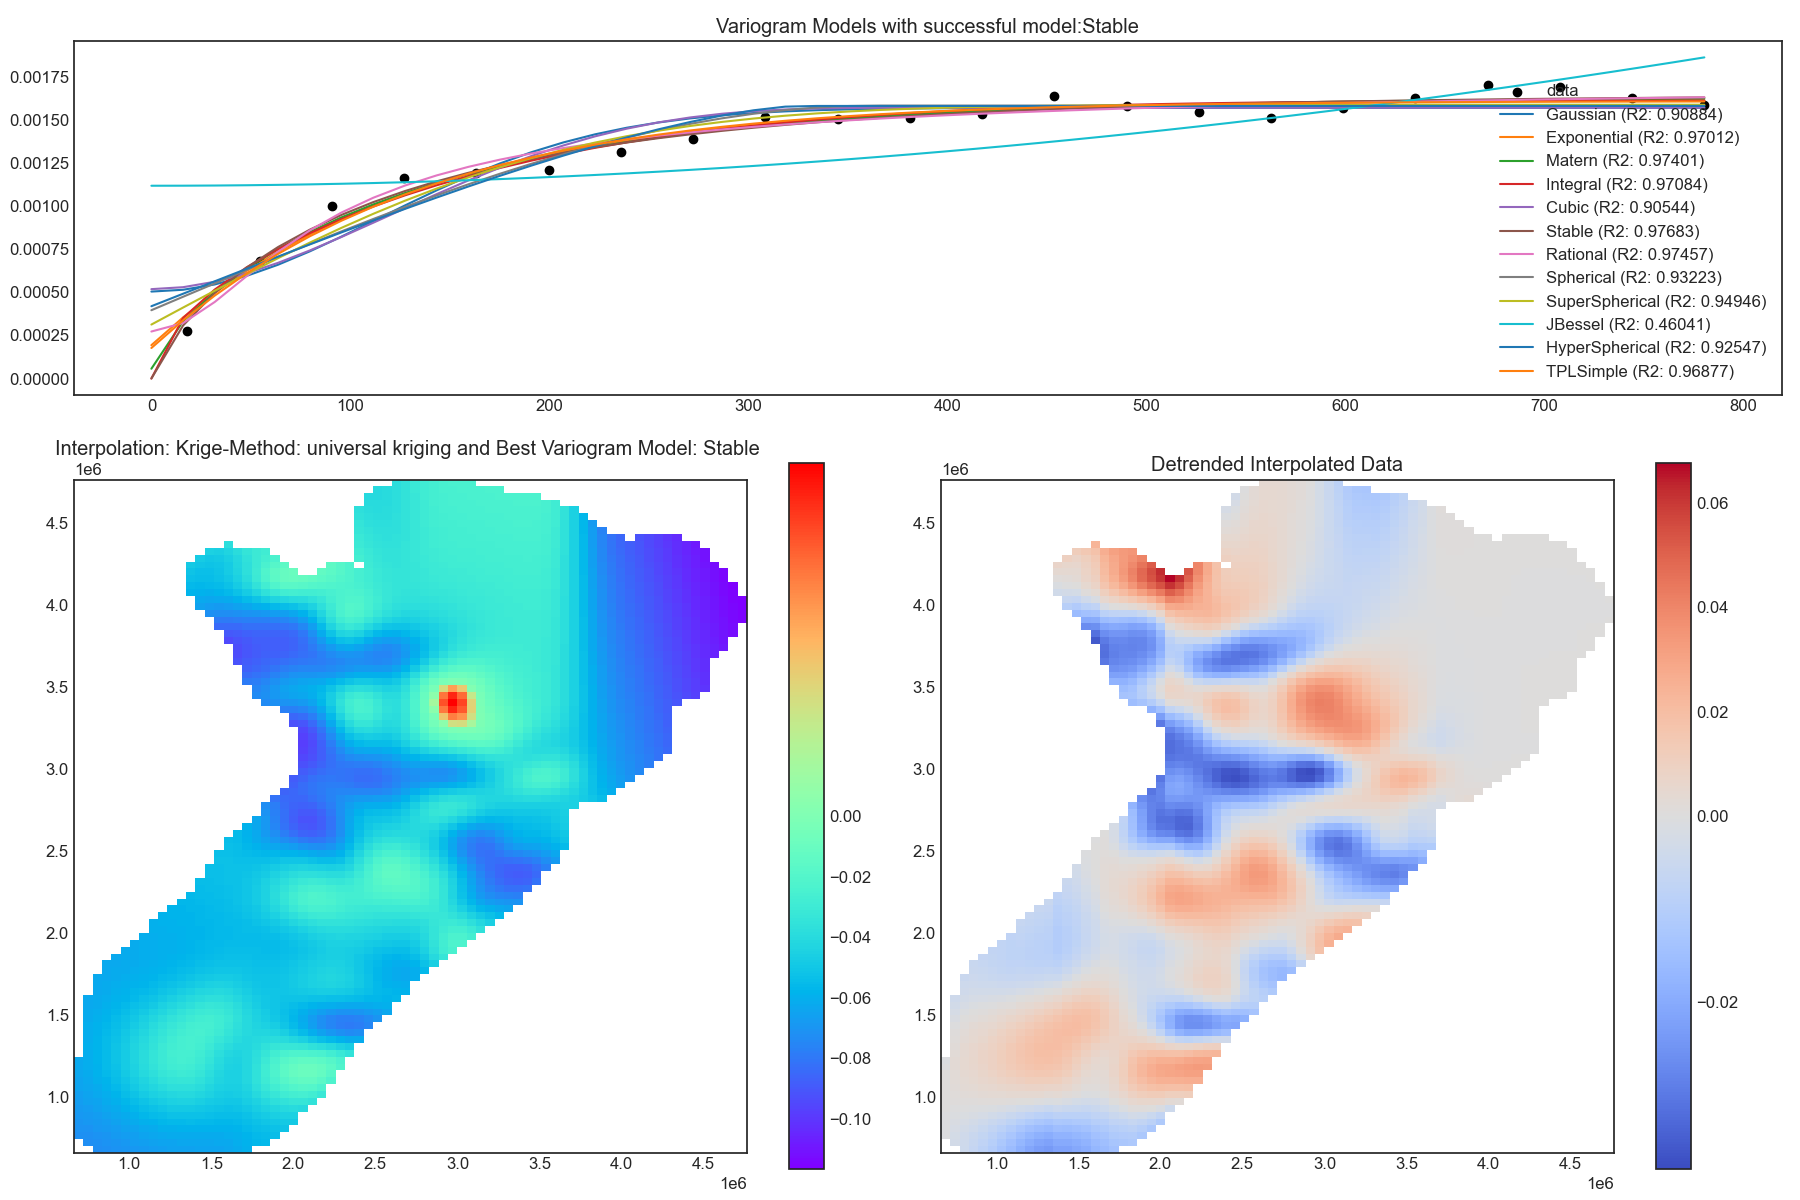 Variogram Models with successful model:Stable
0.00175
0.00150
0.00125
0.00100
0.00075
0.00050
0.00025
0.00000
data
Gaussian (R2: 0.90884)
Exponential (R2: 0.97012)
Matern (R2: 0.97401)
Integral (R2: 0.97084)
Cubic (R2: 0.90544)
Stable (R2: 0.97683)
Rational (R2: 0.97457)
Spherical (R2: 0.93223)
SuperSpherical (R2: 0.94946)
JBessel (R2: 0.46041)
HyperSpherical (R2: 0.92547)
TPLSimple (R2: 0.96877)
0 100 200 300 400 500 600 700 800
Interpolation: Krige-Method: universal kriging and Best Variogram Model: Stable
1e6
4.5
4.0
3.5
3.0
2.5
2.0
1.5
1.0
1.0 1.5 2.0 2.5 3.0 3.5 4.0 4.5
1e6
0.00
−0.02
−0.04
−0.06
−0.08
−0.10
Detrended Interpolated Data
1e6
4.5
4.0
3.5
3.0
2.5
2.0
1.5
1.0
1.0 1.5 2.0 2.5 3.0 3.5 4.0 4.5
1e6
0.06
0.04
0.02
0.00
−0.02